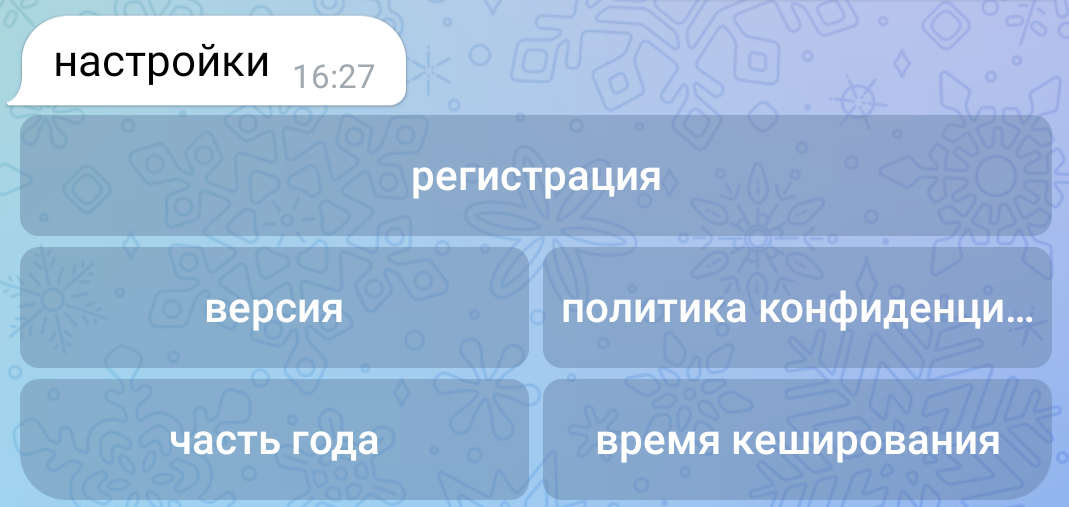 настройки 16:27
регистрация
версия
политика конфиденци...
часть года
время кеширования